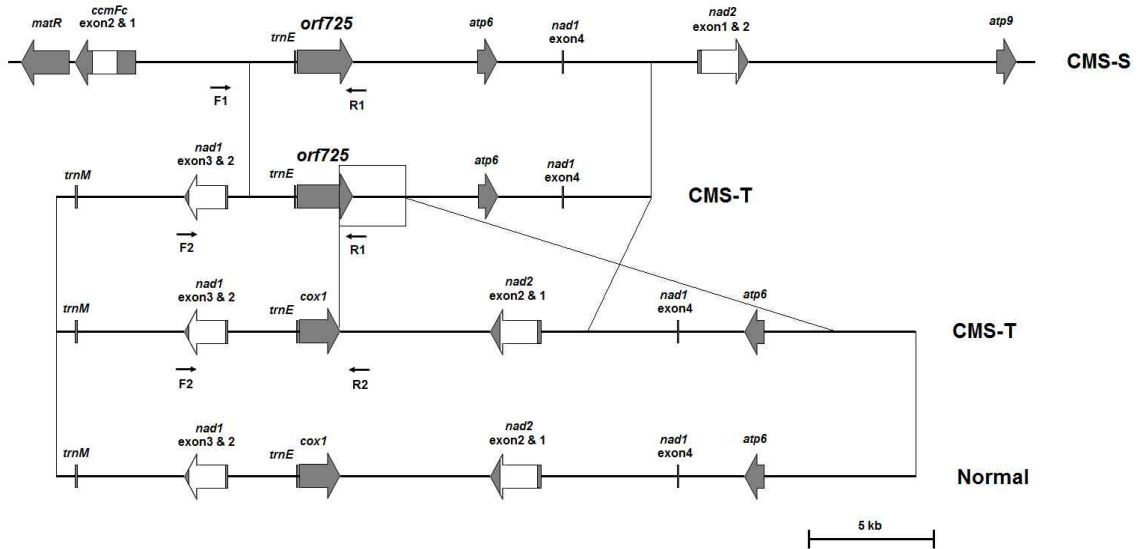 matR
ccmFc
exon2 & 1
trnE
orf725
atp6
nad1
exon4
nad2
exon1 & 2
atp9
CMS-S
F1
R1
trnM
nad1
exon3 & 2
trnE
orf725
atp6
nad1
exon4
CMS-T
F2
R1
trnM
nad1
exon3 & 2
trnE
cox1
nad2
exon2 & 1
nad1
exon4
atp6
CMS-T
F2
R2
trnM
nad1
exon3 & 2
trnE
cox1
nad2
exon2 & 1
nad1
exon4
atp6
Normal
5 kb